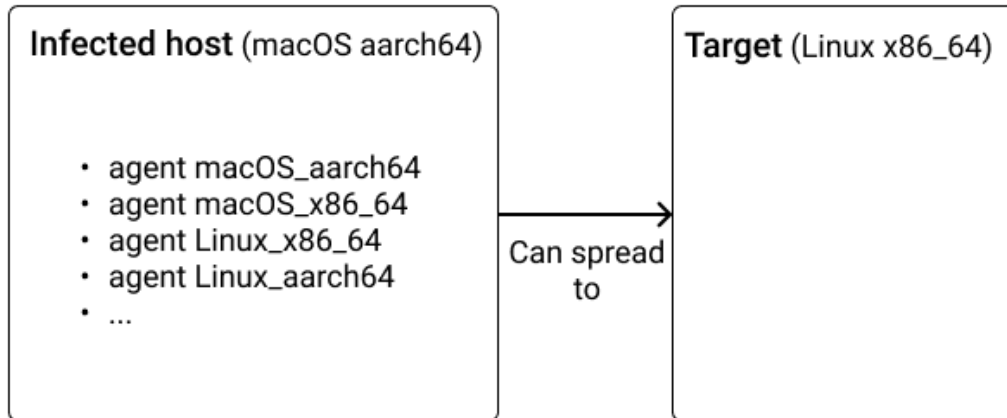 Infected host (macOS aarch64)
Target (Linux x86_64)
• agent macOS_aarch64
• agent macOS_x86_64
• agent Linux_x86_64
• agent Linux_aarch64
• ...
Can spread
to